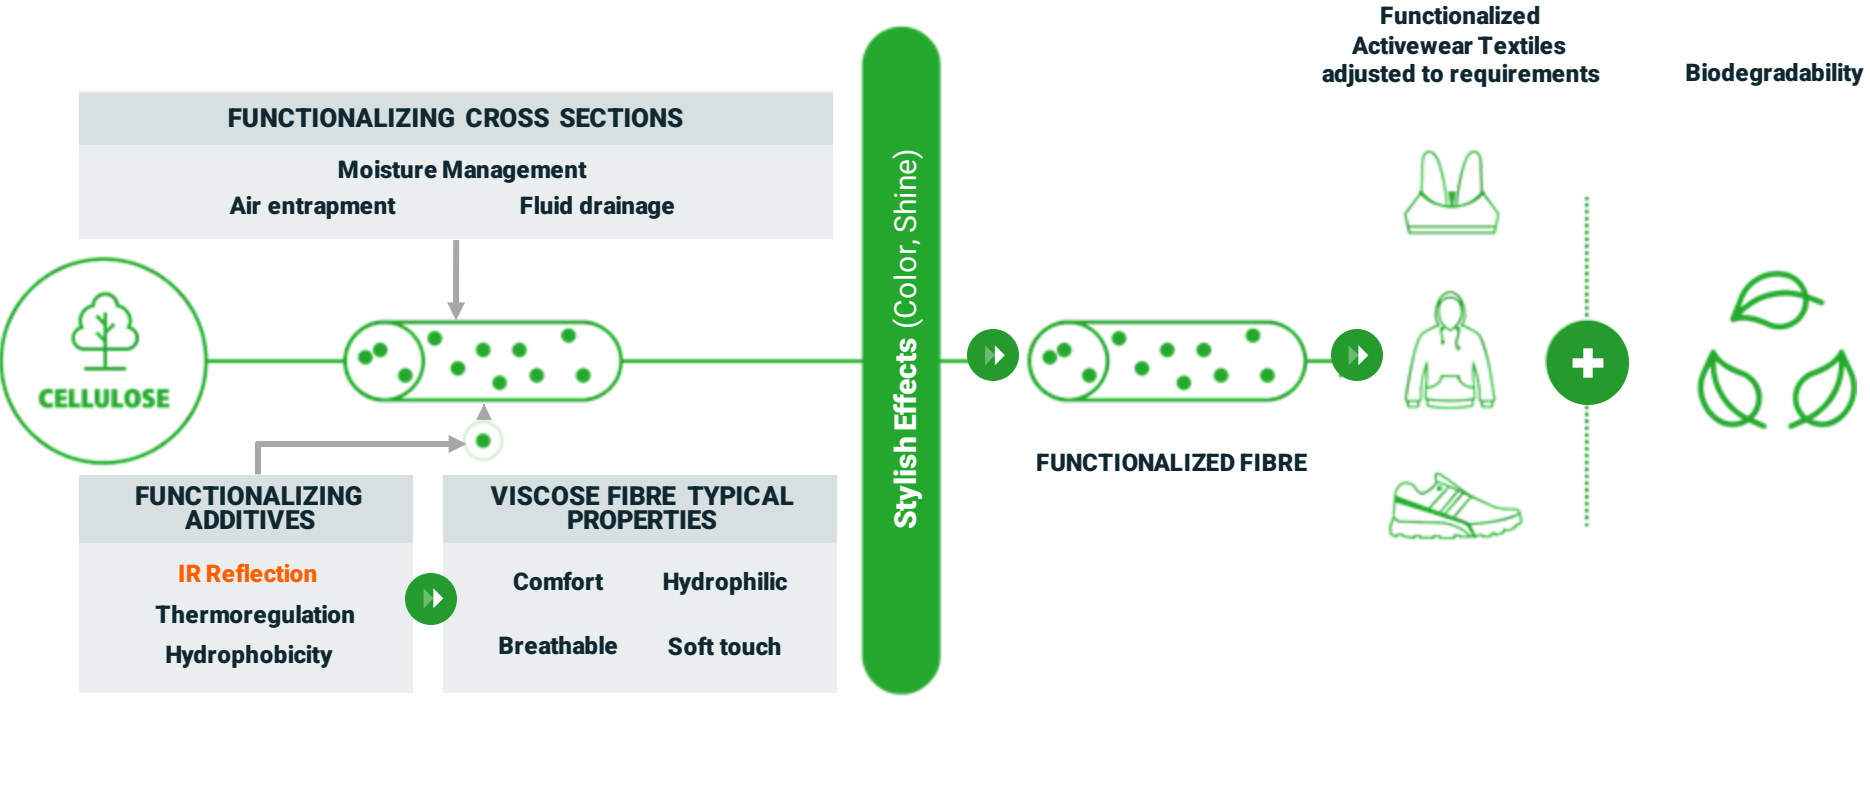 Functionalized
Activewear Textiles
adjusted to requirements
Biodegradability
FUNCTIONALIZING CROSS SECTIONS
Moisture Management
Air entrapment
Fluid drainage
CELLULOSE
Stylish Effects (Color, Shine)
FUNCTIONALIZED FIBRE
FUNCTIONALIZING
ADDITIVES
IR Reflection
Thermoregulation
Hydrophobicity
VISCOSE FIBRE TYPICAL
PROPERTIES
Comfort
Hydrophilic
Breathable
Soft touch